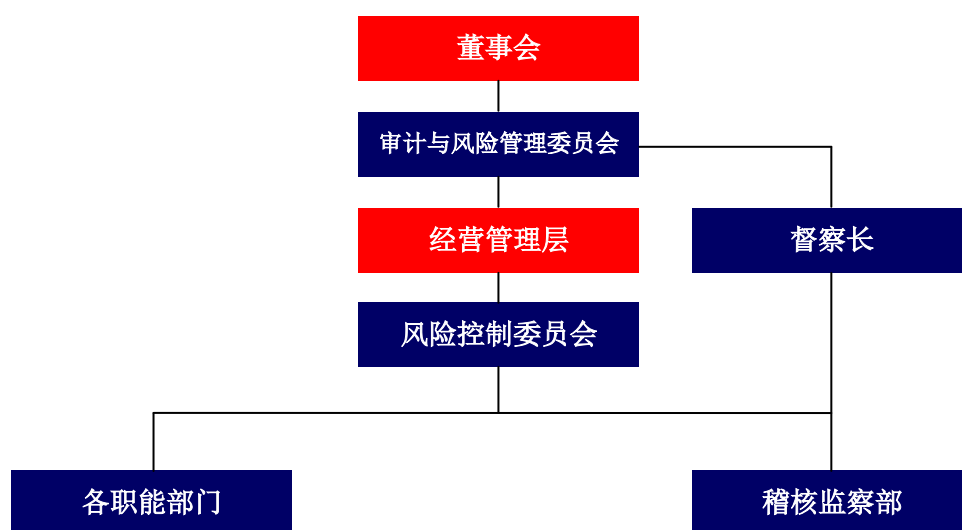 董事会
审计与风险管理委员会
经营管理层
督察长
风险控制委员会
各职能部门
稽核监察部